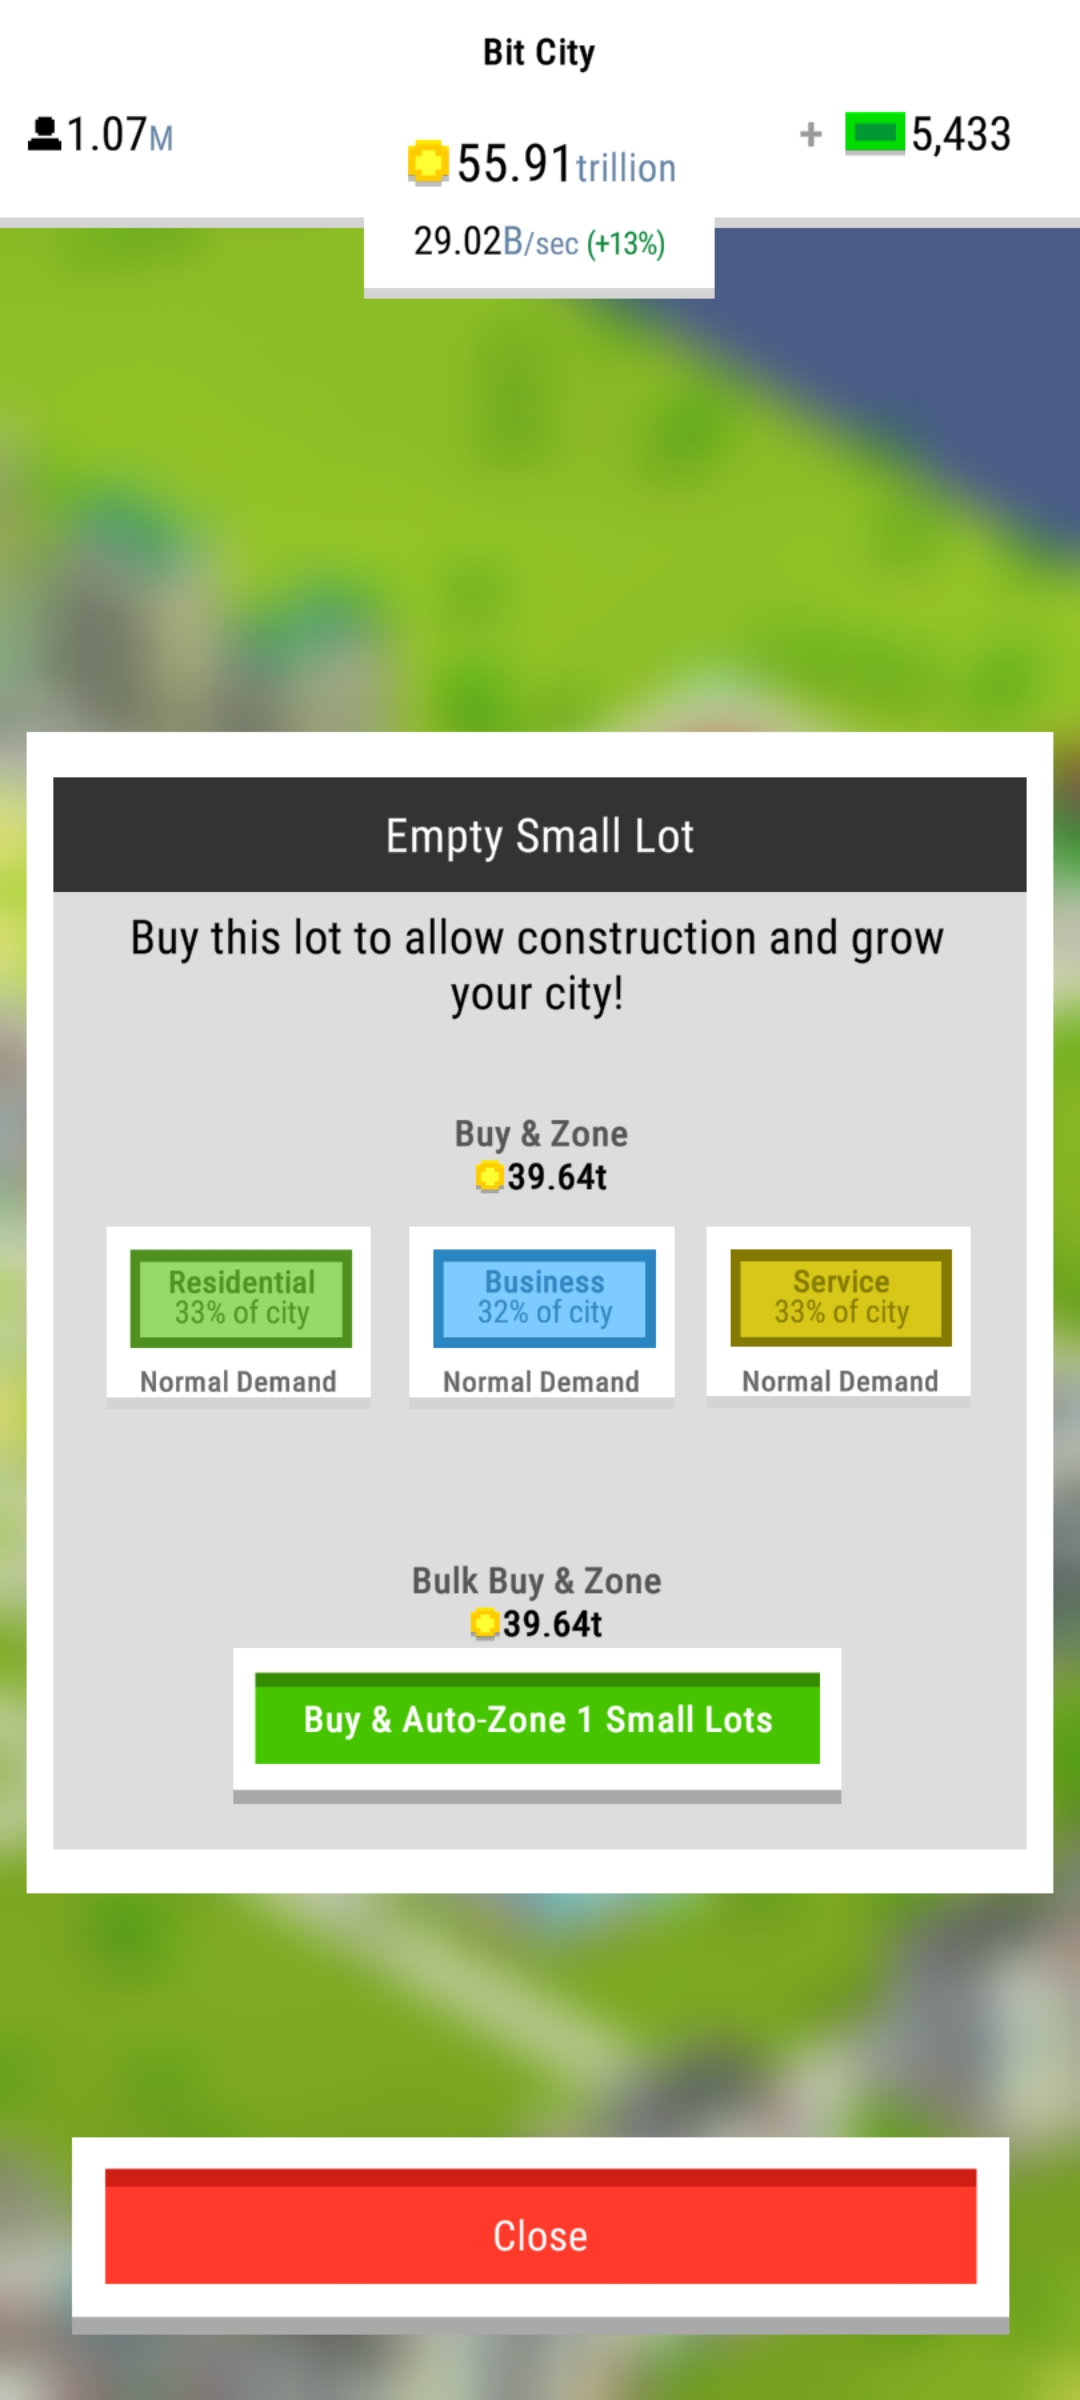 Bit City
1.07M
55.91trillion
+ 5,433
29.02B/sec (+13%)
Empty Small Lot
Buy this lot to allow construction and grow
your city!
Buy & Zone
39.64t
Residential
33% of city
Normal Demand
Business
32% of city
Normal Demand
Service
33% of city
Normal Demand
Bulk Buy & Zone
39.64t
Buy & Auto-Zone 1 Small Lots
Close